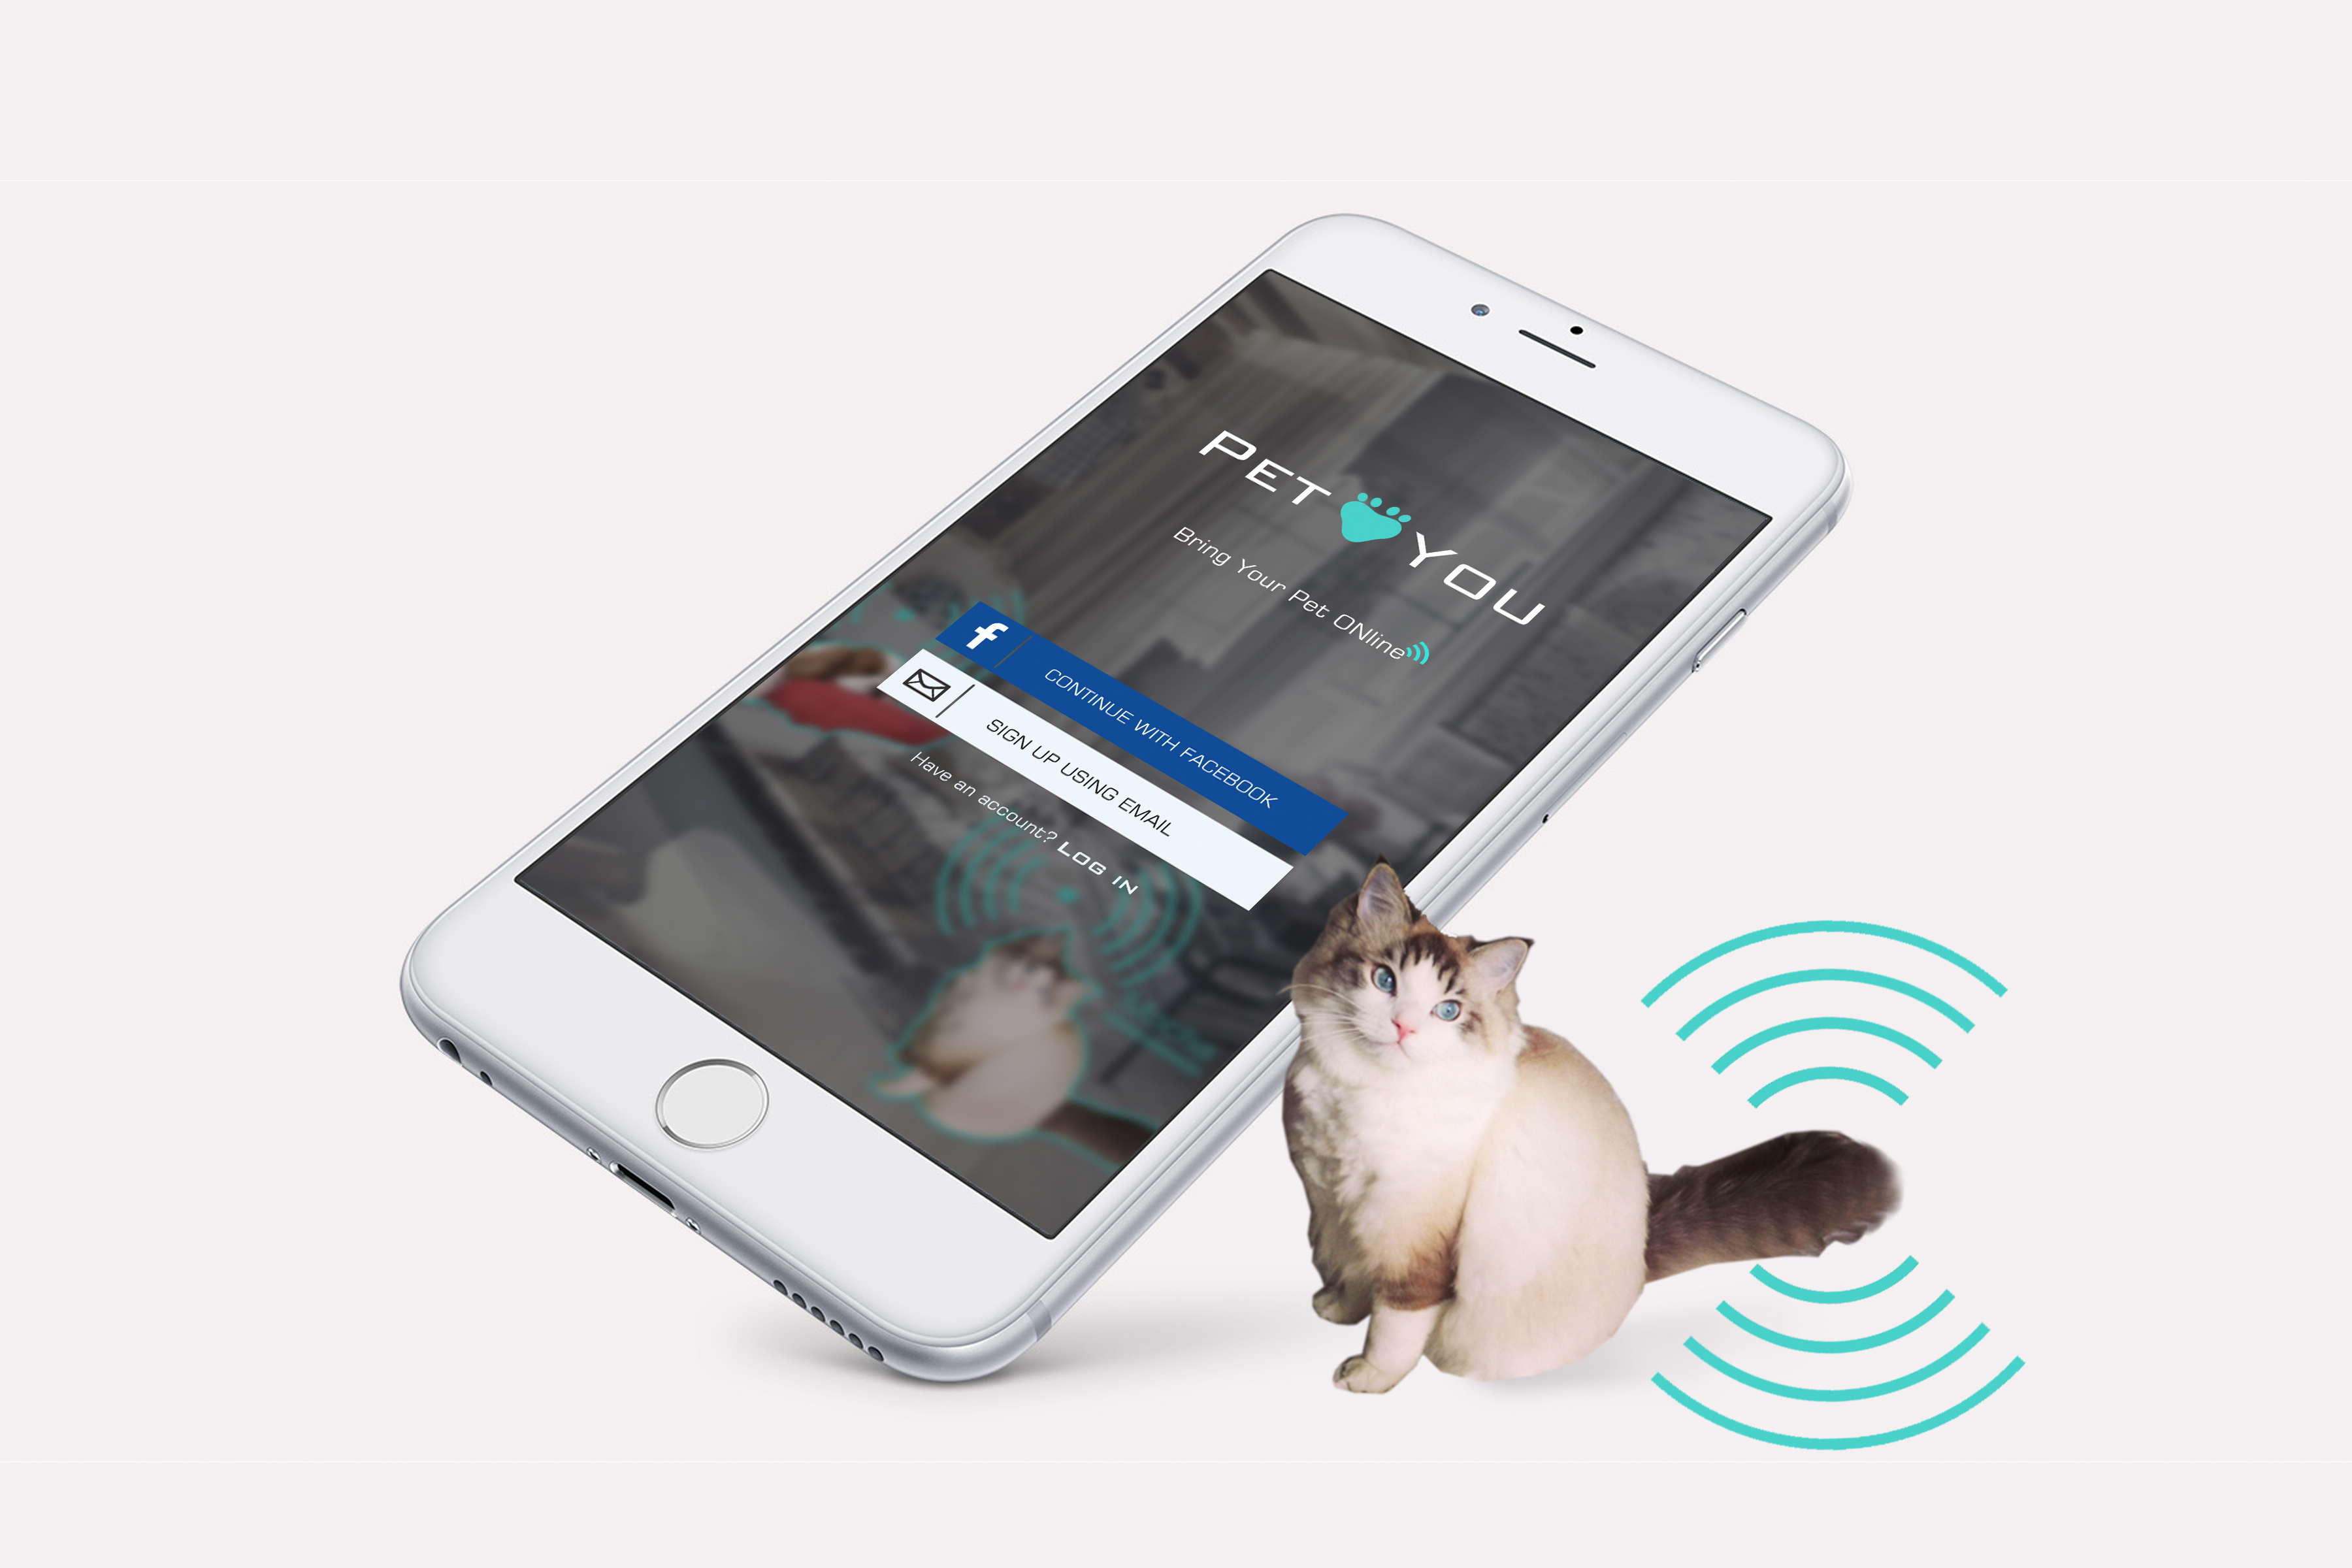 PET YOU
Bring Your Pet ONline
f
CONTINUE WITH FACEBOOK
SIGN UP USING EMAIL
Have an account? LOG IN